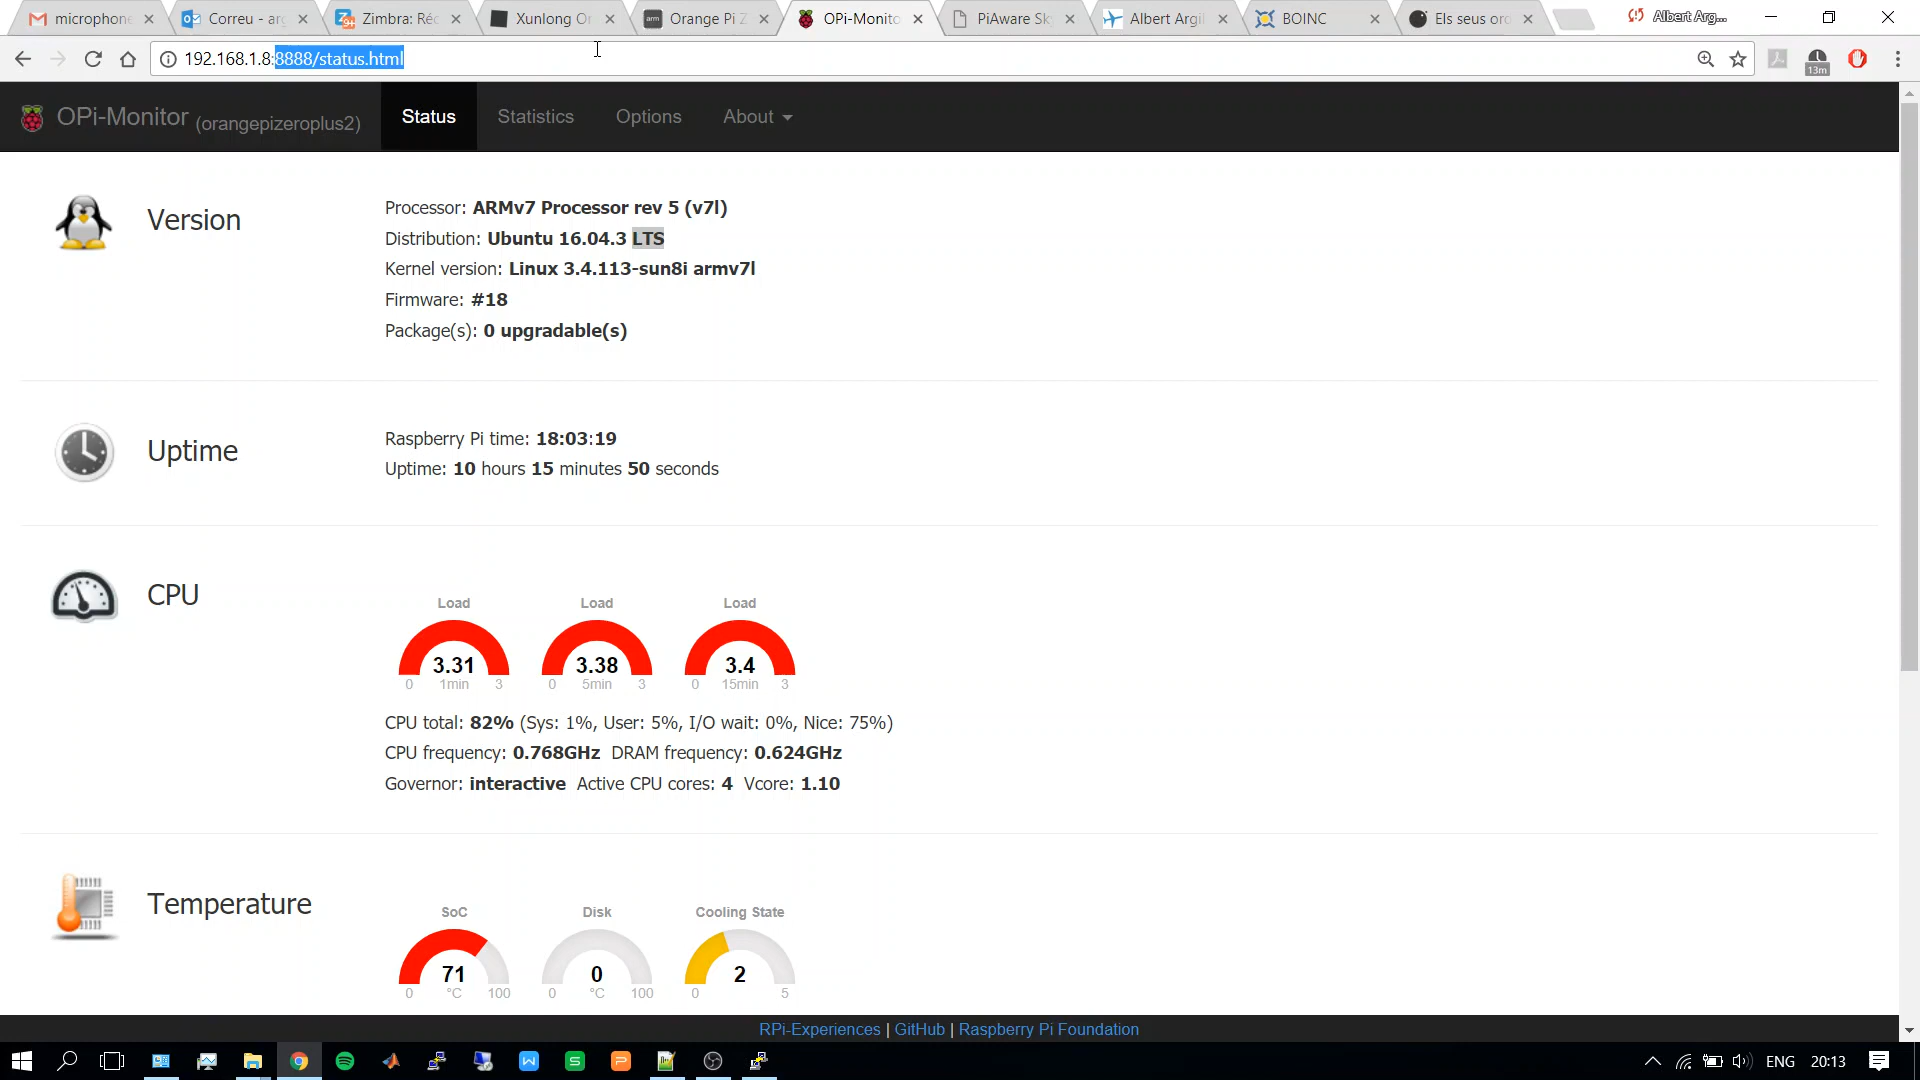 microphone
Correu - ar
Zimbra: Réc
Xunlong Or
Orange Pi Z
OPi-Monito
PiAware Sk
Albert Argil
BOINC
Els seus oro
Albert Arg...
192.168.1.8:8888/status.html
13m
OPi-Monitor (orangepizeroplus2)
Status
Statistics
Options
About
Version
Processor: ARMv7 Processor rev 5 (v7l)
Distribution: Ubuntu 16.04.3 LTS
Kernel version: Linux 3.4.113-sun8i armv7l
Firmware: #18
Package(s): 0 upgradable(s)
Uptime
Raspberry Pi time: 18:03:19
Uptime: 10 hours 15 minutes 50 seconds
CPU
Load Load Load
3.31 3.38 3.4
0 1min 3 0 5min 3 0 15min 3
CPU total: 82% (Sys: 1%, User: 5%, I/O wait: 0%, Nice: 75%)
CPU frequency: 0.768GHz DRAM frequency: 0.624GHz
Governor: interactive Active CPU cores: 4 Vcore: 1.10
Temperature
SoC Disk Cooling State
71 0 2
0 °C 100 0 °C 100 0 5
RPi-Experiences | GitHub | Raspberry Pi Foundation
ENG 20:13